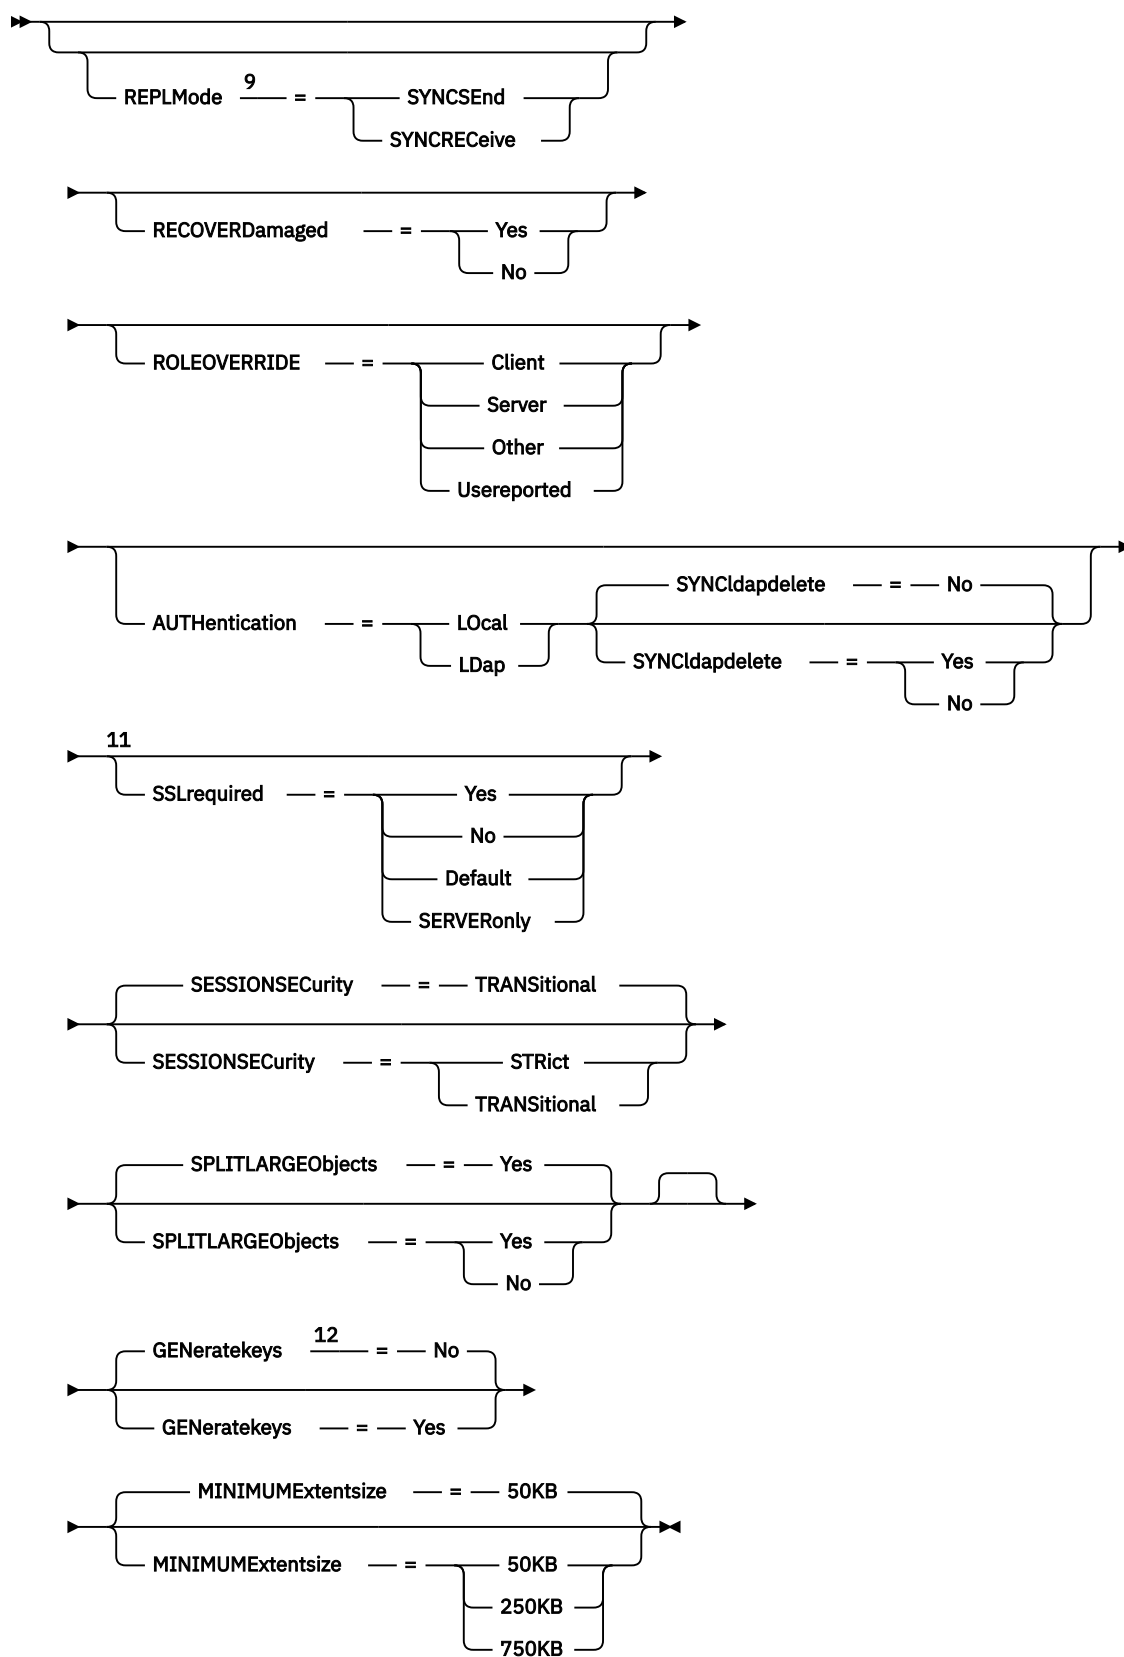 9
REPLMode = SYNCSEnd
SYNCRECeive
RECOVERDamaged = Yes
No
ROLEOVERRIDE = Client
Server
Other
Usereported
SYNCldapdelete = No
AUTHentication = LOcal
LDap
SYNCldapdelete = Yes
No
11
SSLrequired = Yes
No
Default
SERVERonly
SESSIONSECurity = TRANSitional
SESSIONSECurity = STRict
TRANSitional
SPLITLARGEObjects = Yes
SPLITLARGEObjects = Yes
No
12
GENeratekeys = No
GENeratekeys = Yes
MINIMUMExtentsize = 50KB
MINIMUMExtentsize = 50KB
250KB
750KB